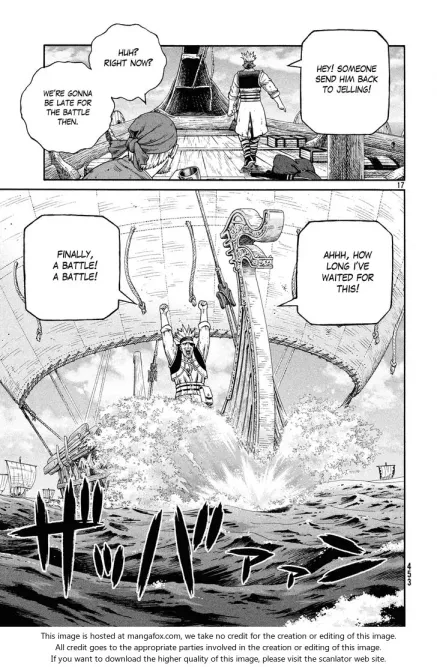 HEY! SOMEONE
SEND HIM BACK
TO JELLING!
HUH?
RIGHT NOW?
WE'RE GONNA
BE LATE FOR
THE BATTLE
THEN.
17
AHHH, HOW
LONG I'VE
WAITED FOR
THIS!
FINALLY,
A BATTLE!
A BATTLE!
ザッバァァン
453
This image is hosted at mangafox.com, we take no credit for the creation or editing of this image.
All credit goes to the appropriate parties involved in the creation or editing of this image.
If you want to download the higher quality of this image, please visit the scanlator web site.